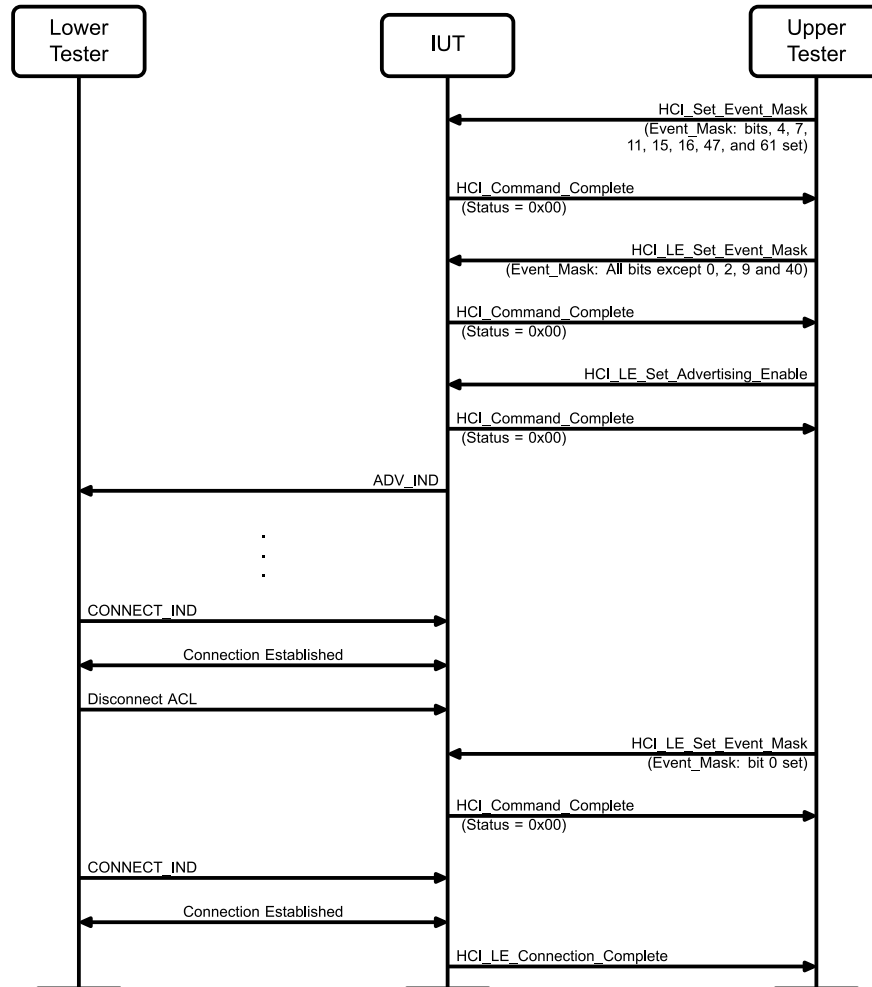 Lower
Tester
IUT
Upper
Tester
HCI_Set_Event_Mask
(Event_Mask: bits, 4, 7,
11, 15, 16, 47, and 61 set)
HCI_Command_Complete
(Status = 0x00)
HCI_LE_Set_Event_Mask
(Event_Mask: All bits except 0, 2, 9 and 40)
HCI_Command_Complete
(Status = 0x00)
HCI_LE_Set_Advertising_Enable
HCI_Command_Complete
(Status = 0x00)
ADV_IND
.
.
.
CONNECT_IND
Connection Established
Disconnect ACL
HCI_LE_Set_Event_Mask
(Event_Mask: bit 0 set)
HCI_Command_Complete
(Status = 0x00)
CONNECT_IND
Connection Established
HCI_LE_Connection_Complete